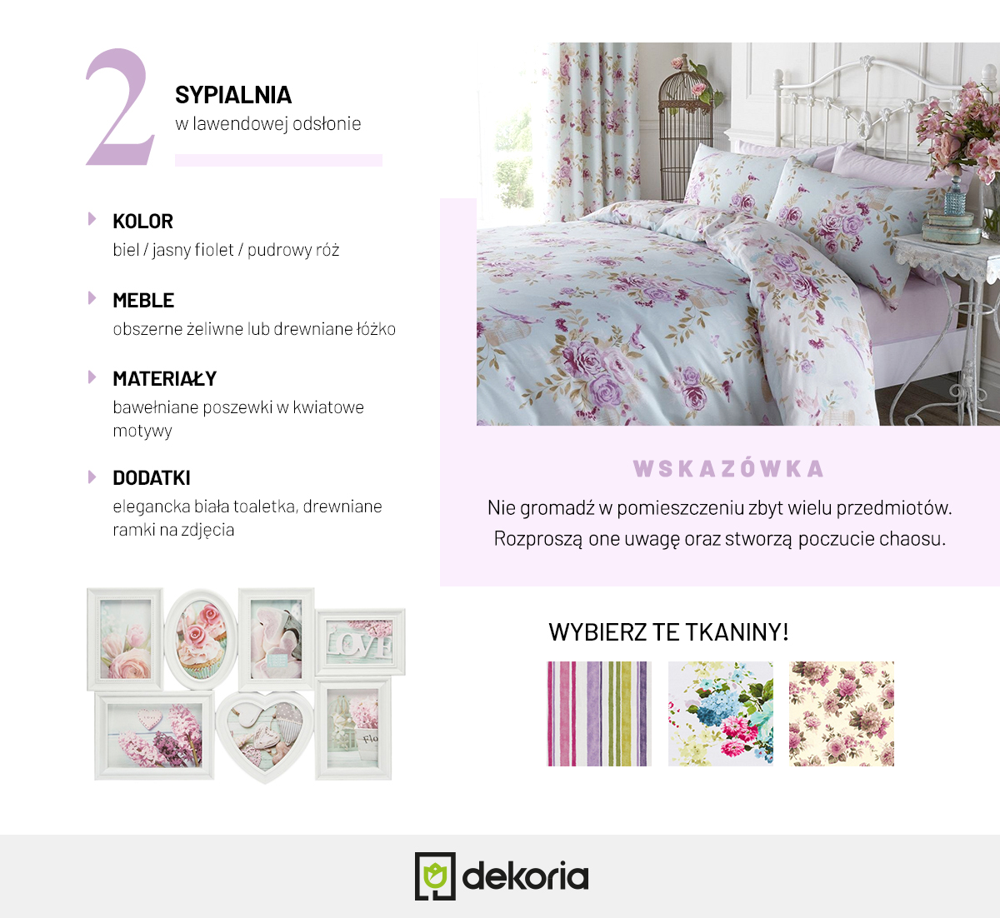 2
SYPIALNIA
w lawendowej odsłonie
KOLOR
biel / jasny fiolet / pudrowy róż
MEBLE
obszerne żeliwne lub drewniane łóżko
MATERIAŁY
bawełniane poszewki w kwiatowe
motywy
DODATKI
elegancka biała toaletka, drewniane
ramki na zdjęcia
WSKAZÓWKA
Nie gromadź w pomieszczeniu zbyt wielu przedmiotów.
Rozproszą one uwagę oraz stworzą poczucie chaosu.
LOVE
Flo
WYBIERZ TE TKANINY!
dekoria